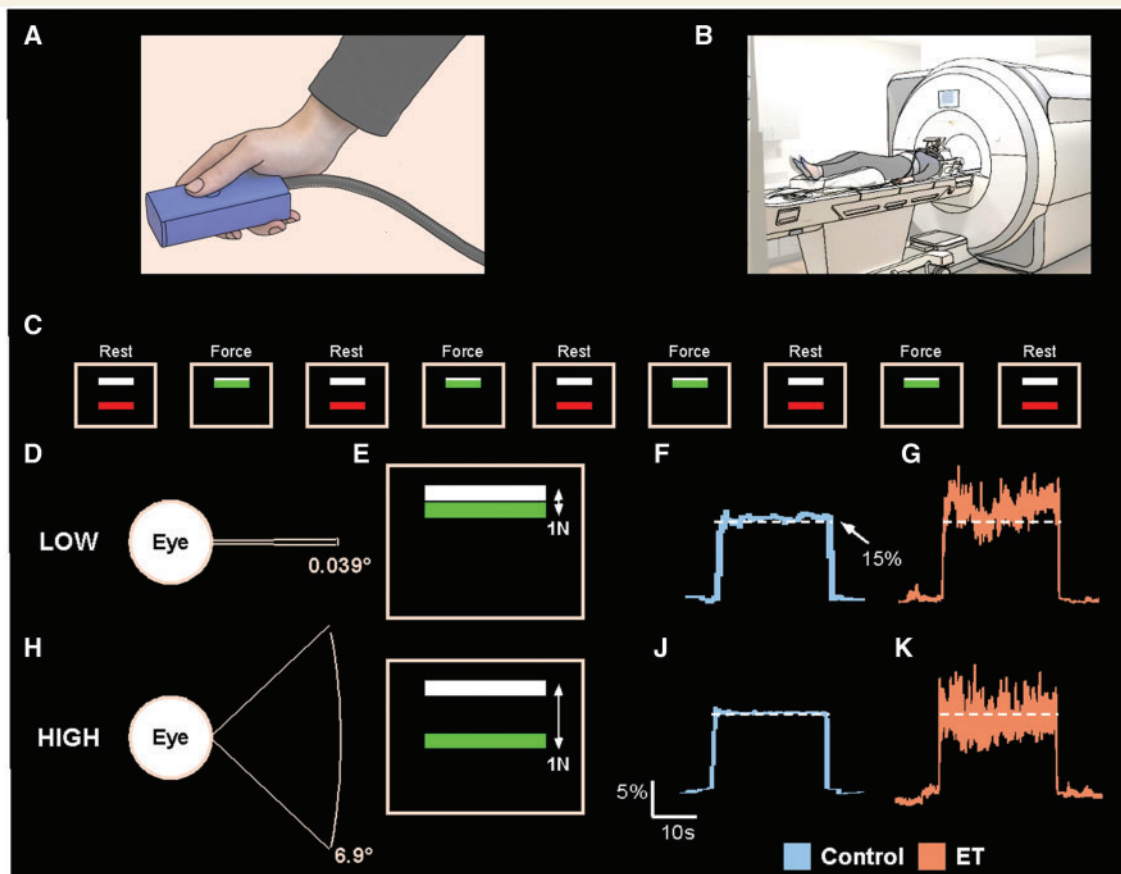 A
B
C
Rest Force Rest Force Rest Force Rest Force Rest
D E F G
LOW Eye 0.039° 1N 15%
H J K
HIGH Eye 6.9° 1N
5%
10s
Control ET